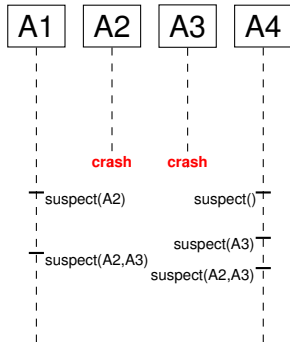 A1 A2 A3 A4
crash crash
suspect(A2) suspect()
suspect(A3)
suspect(A2,A3)
suspect(A2,A3)